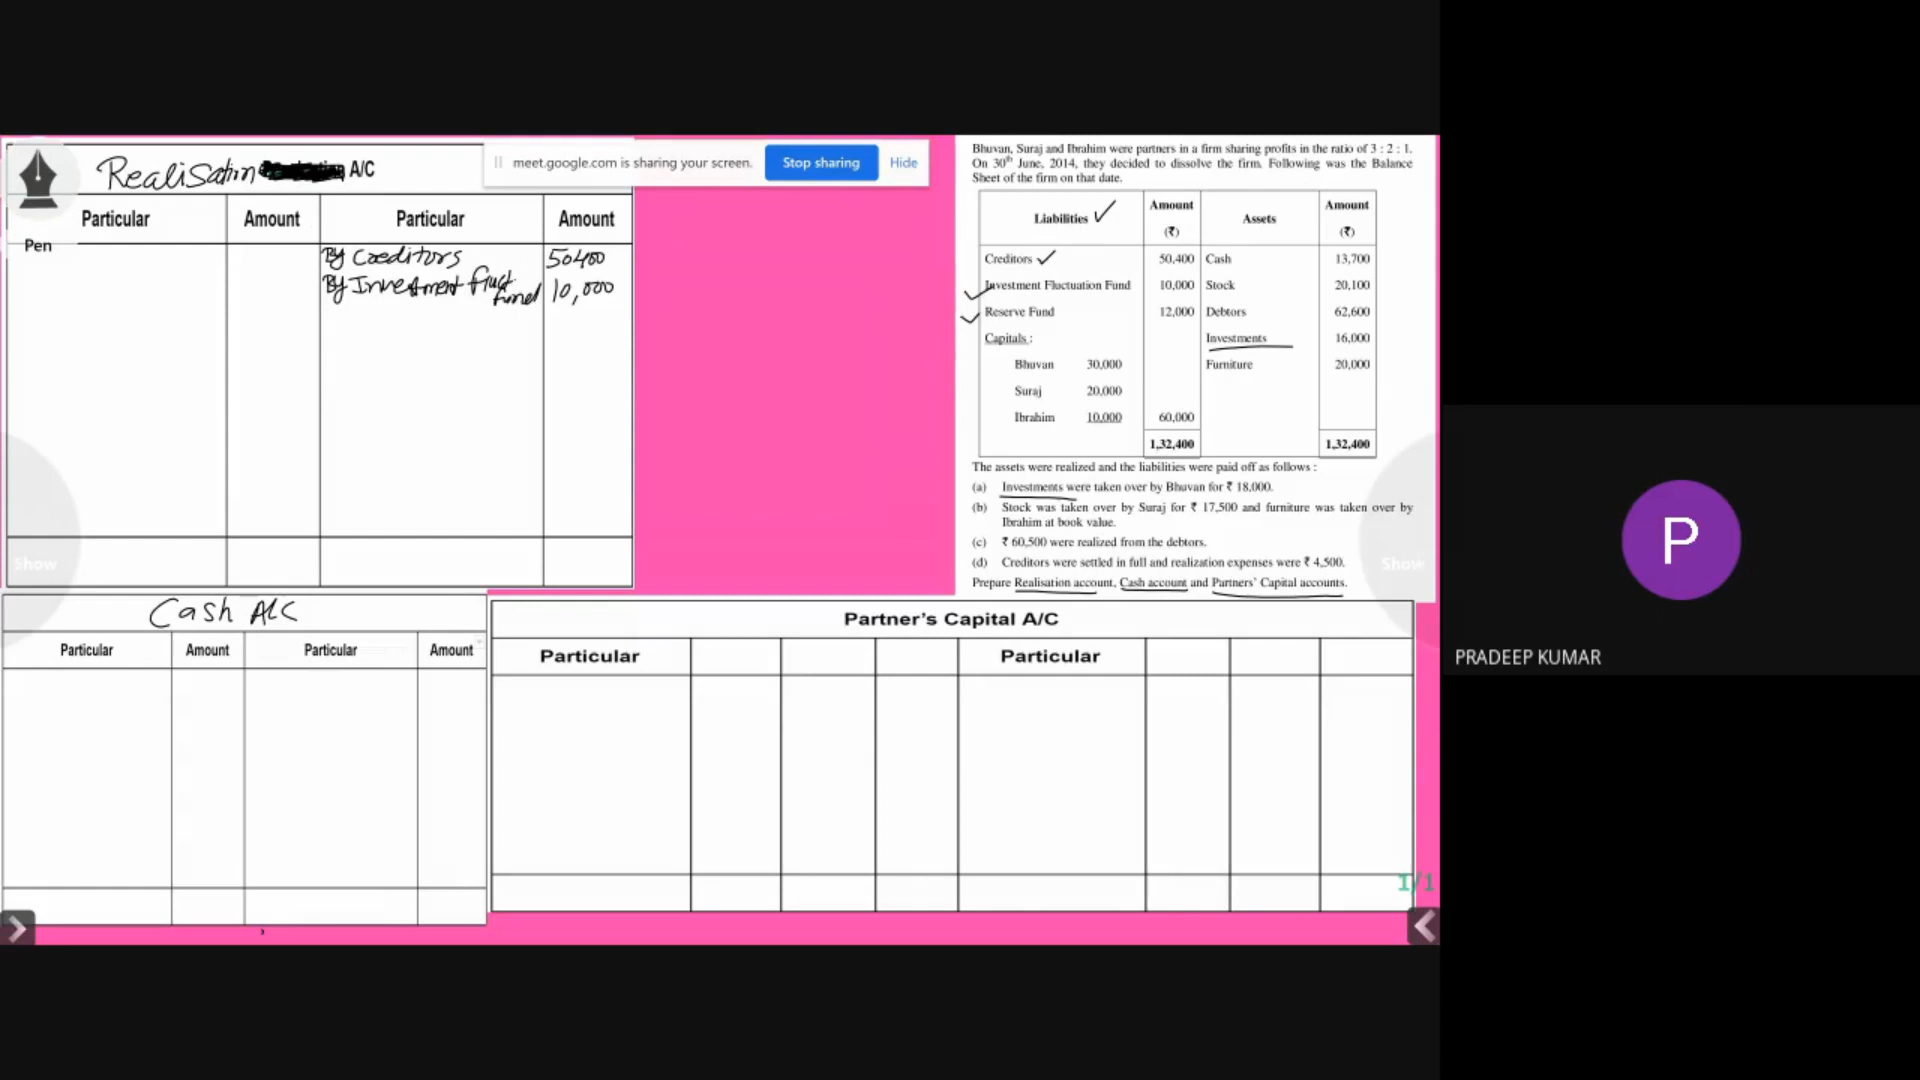 Realisation A/C
meet.google.com is sharing your screen.
Stop sharing
Hide
Particular Amount Particular Amount
Pen
By Creditors 50400
By Investment fluct. fund 10,000
Show
Cash A/C
Particular Amount Particular Amount
Bhuvan, Suraj and Ibrahim were partners in a firm sharing profits in the ratio of 3 : 2 : 1.
On 30th June, 2014, they decided to dissolve the firm. Following was the Balance
Sheet of the firm on that date.
Liabilities Amount (₹) Assets Amount (₹)
Creditors 50,400 Cash 13,700
Investment Fluctuation Fund 10,000 Stock 20,100
Reserve Fund 12,000 Debtors 62,600
Capitals : Investments 16,000
Bhuvan 30,000 Furniture 20,000
Suraj 20,000
Ibrahim 10,000 60,000
1,32,400 1,32,400
The assets were realized and the liabilities were paid off as follows :
(a) Investments were taken over by Bhuvan for ₹ 18,000.
(b) Stock was taken over by Suraj for ₹ 17,500 and furniture was taken over by
Ibrahim at book value.
(c) ₹ 60,500 were realized from the debtors.
(d) Creditors were settled in full and realization expenses were ₹ 4,500.
Prepare Realisation account, Cash account and Partners' Capital accounts.
Show
Partner's Capital A/C
Particular Particular
1/1
P
PRADEEP KUMAR